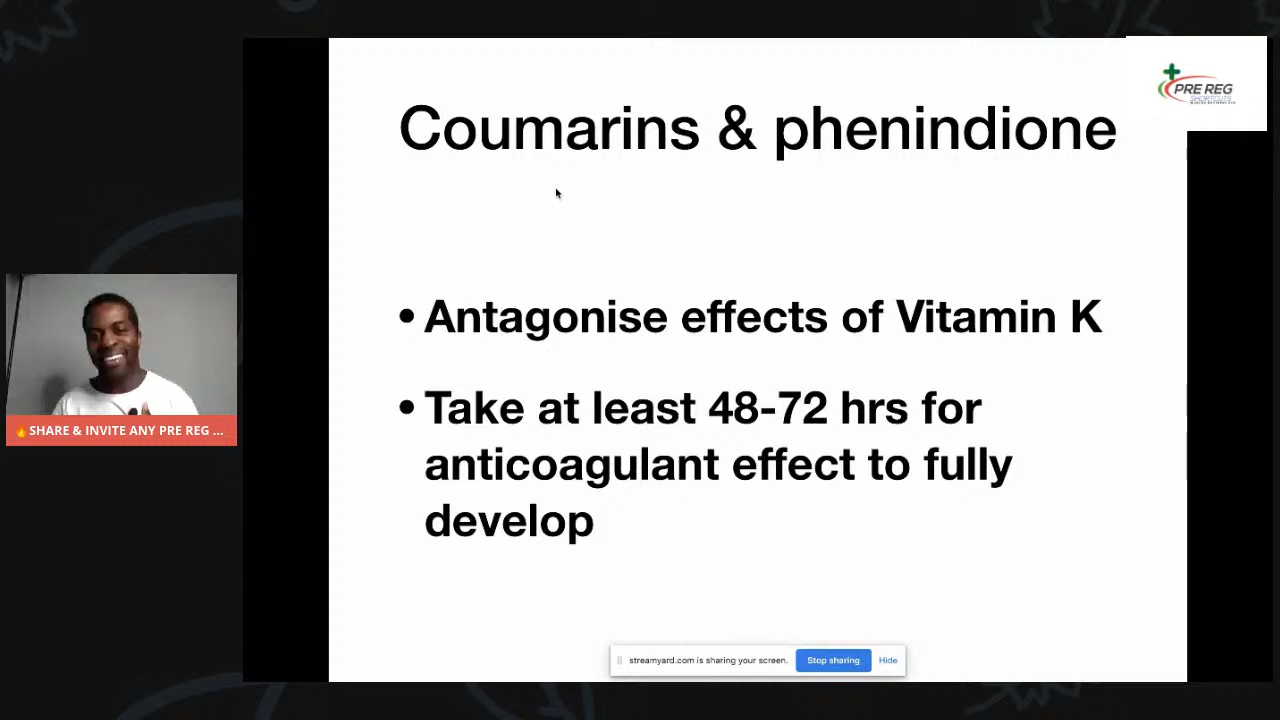 Coumarins & phenindione
PRE REG
SHORTCUTS
• Antagonise effects of Vitamin K
• Take at least 48-72 hrs for
anticoagulant effect to fully
develop
🔥SHARE & INVITE ANY PRE REG ...
streamyard.com is sharing your screen. Stop sharing Hide